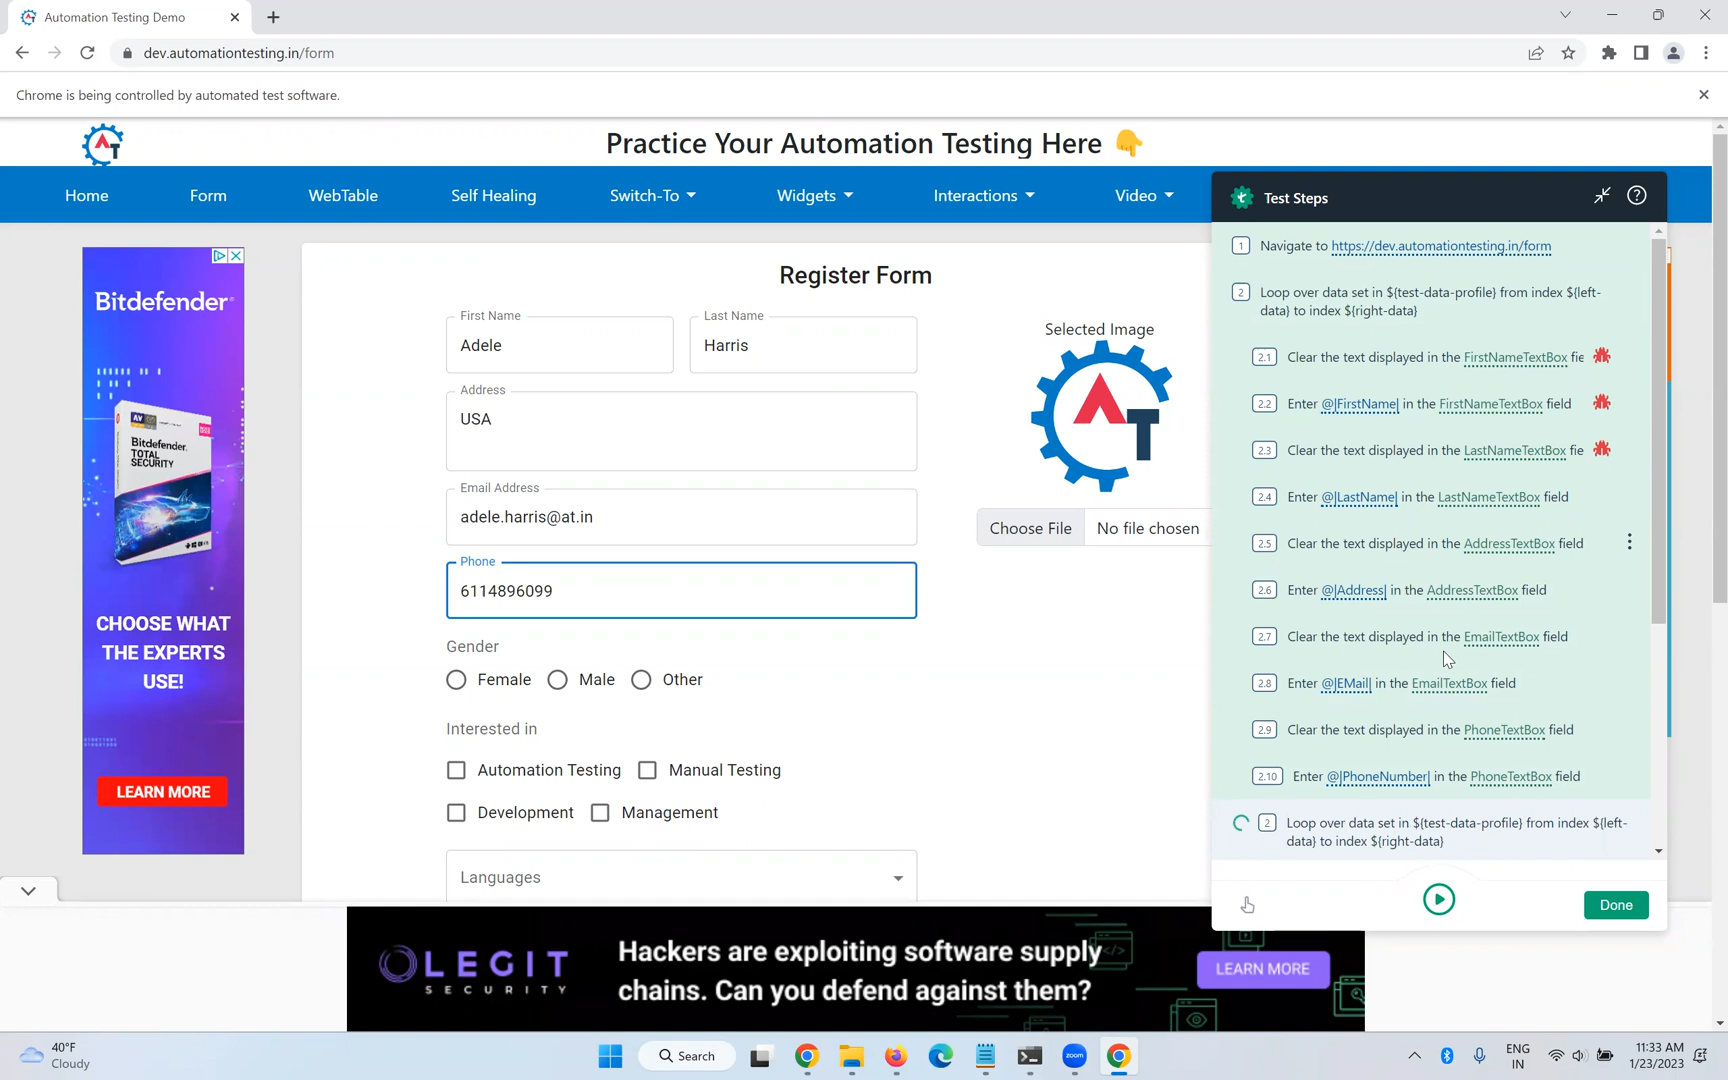 Automation Testing Demo
dev.automationtesting.in/form
Chrome is being controlled by automated test software.
AT
Practice Your Automation Testing Here 👇
Home
Form
WebTable
Self Healing
Switch-To
Widgets
Interactions
Video
Bitdefender
BITDEFENDER
TOTAL
SECURITY
CHOOSE WHAT
THE EXPERTS
USE!
LEARN MORE
Register Form
First Name
Adele
Last Name
Harris
Address
USA
Email Address
adele.harris@at.in
Phone
6114896099
Gender
Female
Male
Other
Interested in
Automation Testing
Manual Testing
Development
Management
Languages
Selected Image
AT
Choose File
No file chosen
Test Steps
1 Navigate to https://dev.automationtesting.in/form
2 Loop over data set in ${test-data-profile} from index ${left-
data} to index ${right-data}
2.1 Clear the text displayed in the FirstNameTextBox fie
2.2 Enter @|FirstName| in the FirstNameTextBox field
2.3 Clear the text displayed in the LastNameTextBox fie
2.4 Enter @|LastName| in the LastNameTextBox field
2.5 Clear the text displayed in the AddressTextBox field
2.6 Enter @|Address| in the AddressTextBox field
2.7 Clear the text displayed in the EmailTextBox field
2.8 Enter @|EMail| in the EmailTextBox field
2.9 Clear the text displayed in the PhoneTextBox field
2.10 Enter @|PhoneNumber| in the PhoneTextBox field
2 Loop over data set in ${test-data-profile} from index ${left-
data} to index ${right-data}
Done
LEGIT
SECURITY
Hackers are exploiting software supply
chains. Can you defend against them?
LEARN MORE
40°F
Cloudy
Search
zoom
ENG
IN
11:33 AM
1/23/2023